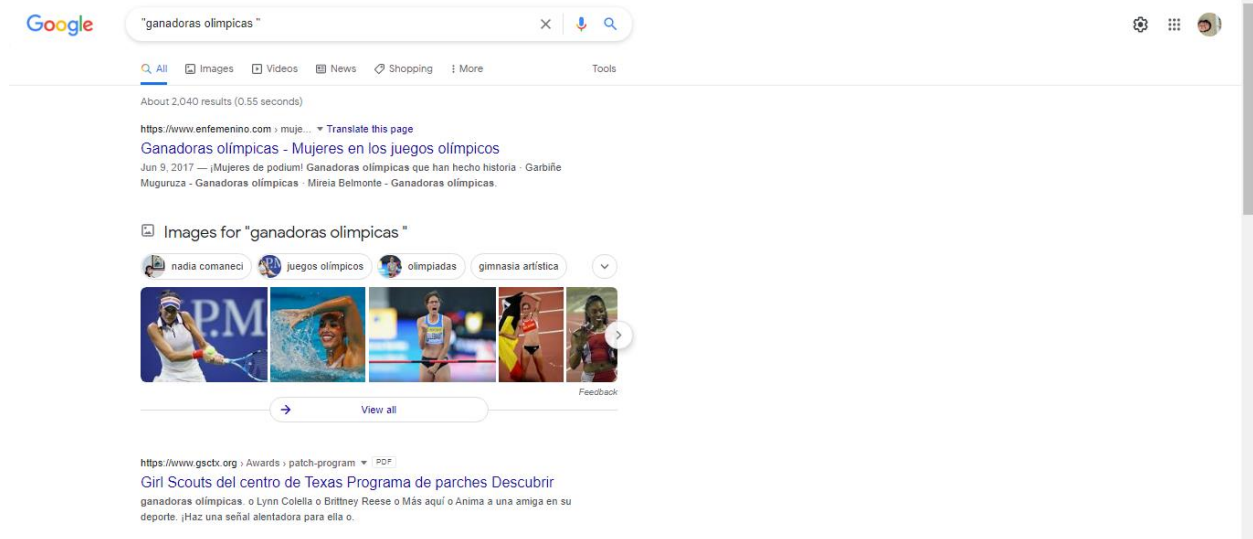 Google
"ganadoras olimpicas "
All Images Videos News Shopping More Tools
About 2,040 results (0.55 seconds)
https://www.enfemenino.com › muje... Translate this page
Ganadoras olímpicas - Mujeres en los juegos olímpicos
Jun 9, 2017 — ¡Mujeres de podium! Ganadoras olímpicas que han hecho historia · Garbiñe
Muguruza - Ganadoras olímpicas · Mireia Belmonte - Ganadoras olímpicas.
Images for "ganadoras olimpicas "
nadia comaneci juegos olímpicos olimpiadas gimnasia artística
P.M
Feedback
View all
https://www.gsctx.org › Awards › patch-program PDF
Girl Scouts del centro de Texas Programa de parches Descubrir
ganadoras olímpicas. o Lynn Colella o Brittney Reese o Más aquí o Anima a una amiga en su
deporte. ¡Haz una señal alentadora para ella o.